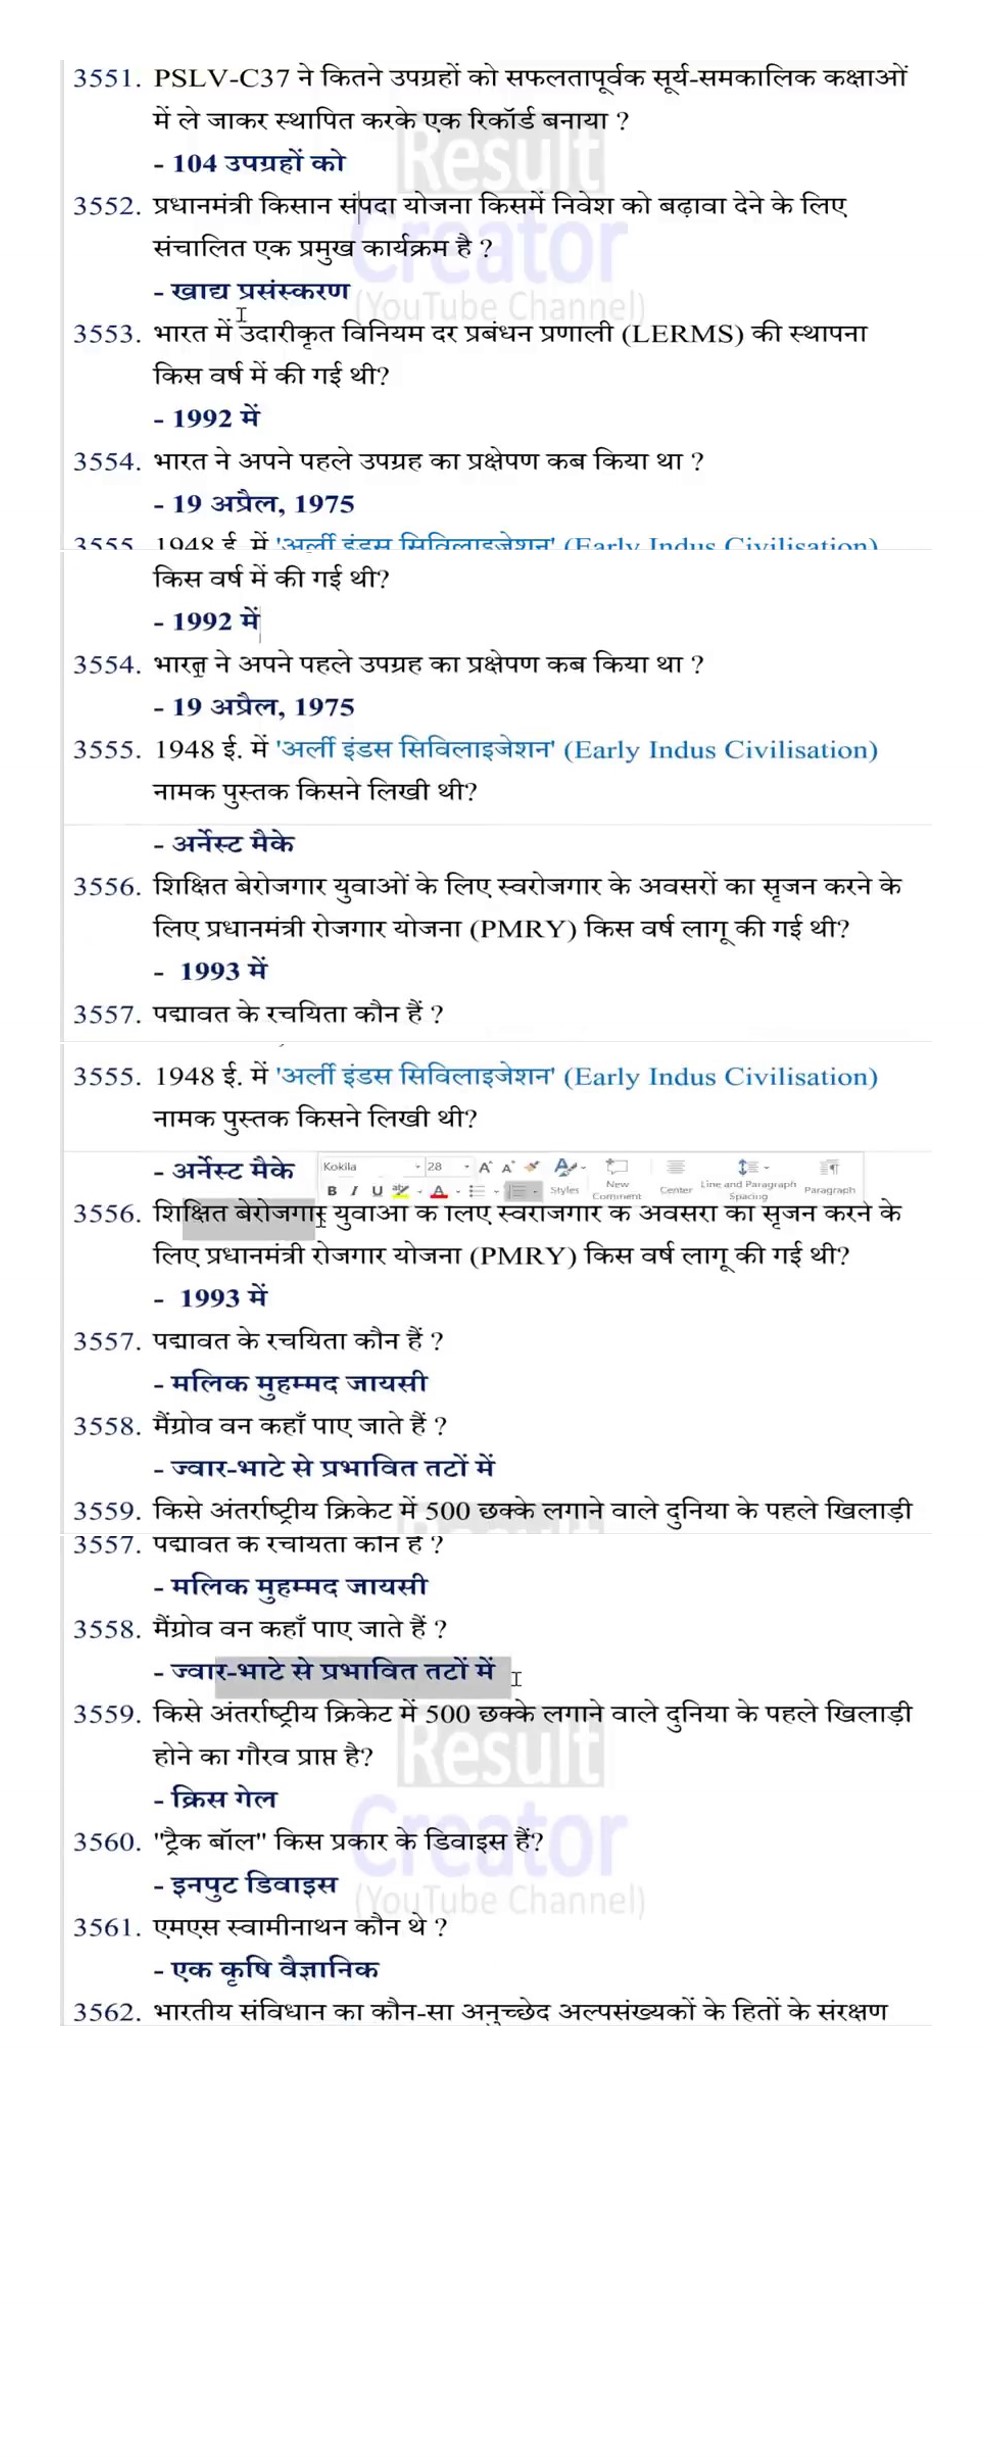 3551. PSLV-C37 ने कितने उपग्रहों को सफलतापूर्वक सूर्य-समकालिक कक्षाओं
में ले जाकर स्थापित करके एक रिकॉर्ड बनाया ?
- 104 उपग्रहों को
Result
3552. प्रधानमंत्री किसान संपदा योजना किसमें निवेश को बढ़ावा देने के लिए
संचालित एक प्रमुख कार्यक्रम है ?
Creator
- खाद्य प्रसंस्करण
(YouTube Channel)
3553. भारत में उदारीकृत विनियम दर प्रबंधन प्रणाली (LERMS) की स्थापना
किस वर्ष में की गई थी?
- 1992 में
3554. भारत ने अपने पहले उपग्रह का प्रक्षेपण कब किया था ?
- 19 अप्रैल, 1975
3555. 1948 ई. में 'अर्ली इंडस सिविलाइजेशन' (Early Indus Civilisation)
किस वर्ष में की गई थी?
- 1992 में
3554. भारत ने अपने पहले उपग्रह का प्रक्षेपण कब किया था ?
- 19 अप्रैल, 1975
3555. 1948 ई. में 'अर्ली इंडस सिविलाइजेशन' (Early Indus Civilisation)
नामक पुस्तक किसने लिखी थी?
- अर्नेस्ट मैके
3556. शिक्षित बेरोजगार युवाओं के लिए स्वरोजगार के अवसरों का सृजन करने के
लिए प्रधानमंत्री रोजगार योजना (PMRY) किस वर्ष लागू की गई थी?
- 1993 में
3557. पद्मावत के रचयिता कौन हैं ?
3555. 1948 ई. में 'अर्ली इंडस सिविलाइजेशन' (Early Indus Civilisation)
नामक पुस्तक किसने लिखी थी?
- अर्नेस्ट मैके
Kokila 28 A A A
B I U ab A Styles New Comment Center Line and Paragraph Spacing Paragraph
3556. शिक्षित बेरोजगार युवाओं के लिए स्वरोजगार के अवसरों का सृजन करने के
लिए प्रधानमंत्री रोजगार योजना (PMRY) किस वर्ष लागू की गई थी?
- 1993 में
3557. पद्मावत के रचयिता कौन हैं ?
- मलिक मुहम्मद जायसी
3558. मैंग्रोव वन कहाँ पाए जाते हैं ?
- ज्वार-भाटे से प्रभावित तटों में
3559. किसे अंतर्राष्ट्रीय क्रिकेट में 500 छक्के लगाने वाले दुनिया के पहले खिलाड़ी
3557. पद्मावत के रचयिता कौन हैं ?
- मलिक मुहम्मद जायसी
3558. मैंग्रोव वन कहाँ पाए जाते हैं ?
- ज्वार-भाटे से प्रभावित तटों में
3559. किसे अंतर्राष्ट्रीय क्रिकेट में 500 छक्के लगाने वाले दुनिया के पहले खिलाड़ी
होने का गौरव प्राप्त है?
Result
- क्रिस गेल
3560. "ट्रैक बॉल" किस प्रकार के डिवाइस हैं?
Creator
- इनपुट डिवाइस
(YouTube Channel)
3561. एमएस स्वामीनाथन कौन थे ?
- एक कृषि वैज्ञानिक
3562. भारतीय संविधान का कौन-सा अनुच्छेद अल्पसंख्यकों के हितों के संरक्षण